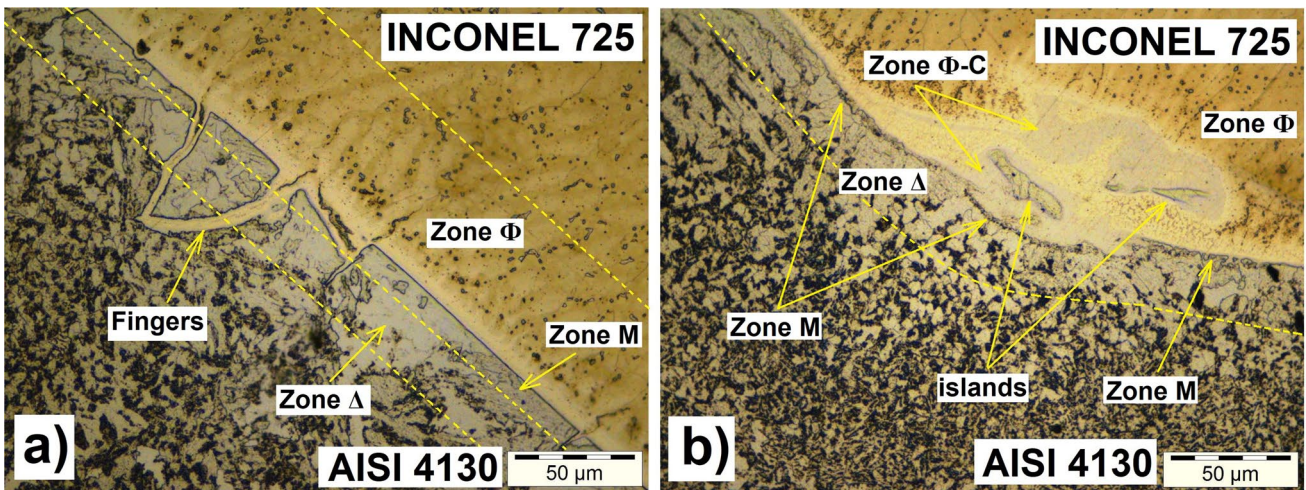 INCONEL 725
Zone Φ
Fingers
Zone M
Zone Δ
a)
AISI 4130
50 µm
INCONEL 725
Zone Φ-C
Zone Φ
Zone Δ
Zone M
islands
Zone M
b)
AISI 4130
50 µm